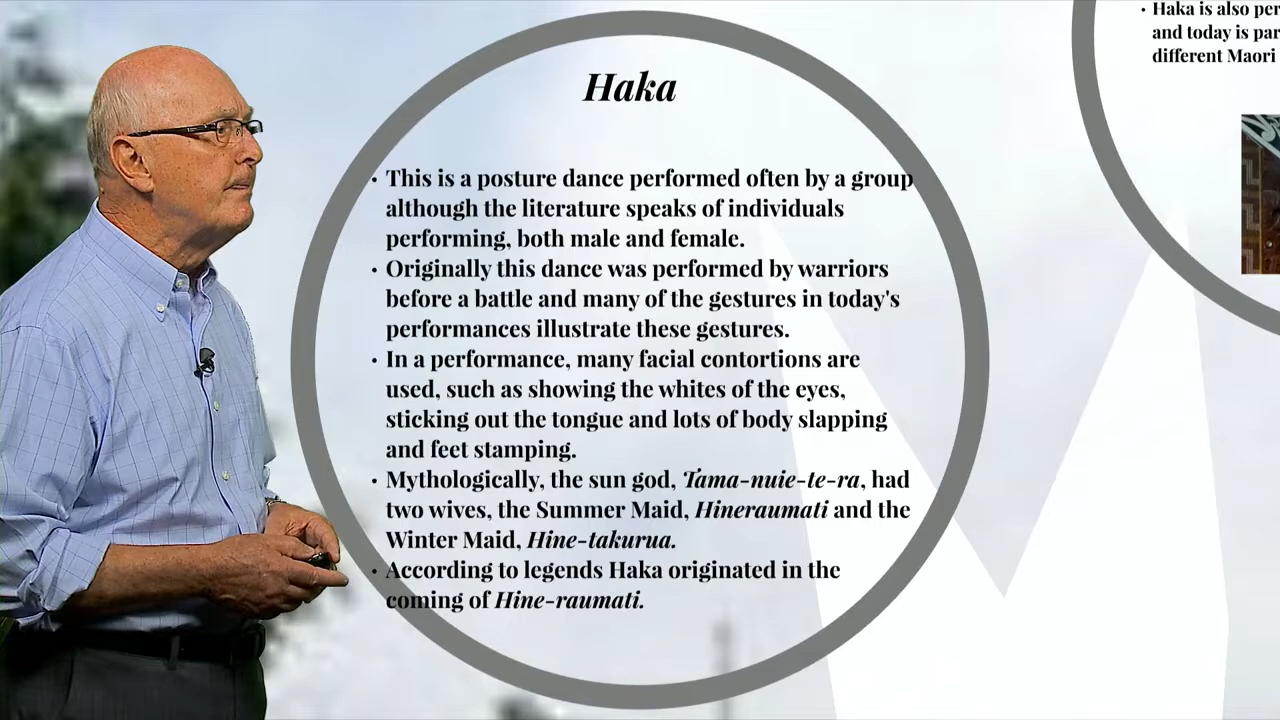 Haka
• This is a posture dance performed often by a group
although the literature speaks of individuals
performing, both male and female.
• Originally this dance was performed by warriors
before a battle and many of the gestures in today's
performances illustrate these gestures.
• In a performance, many facial contortions are
used, such as showing the whites of the eyes,
sticking out the tongue and lots of body slapping
and feet stamping.
• Mythologically, the sun god, Tama-nuie-te-ra, had
two wives, the Summer Maid, Hineraumati and the
Winter Maid, Hine-takurua.
• According to legends Haka originated in the
coming of Hine-raumati.
• Haka is also per
and today is par
different Maori